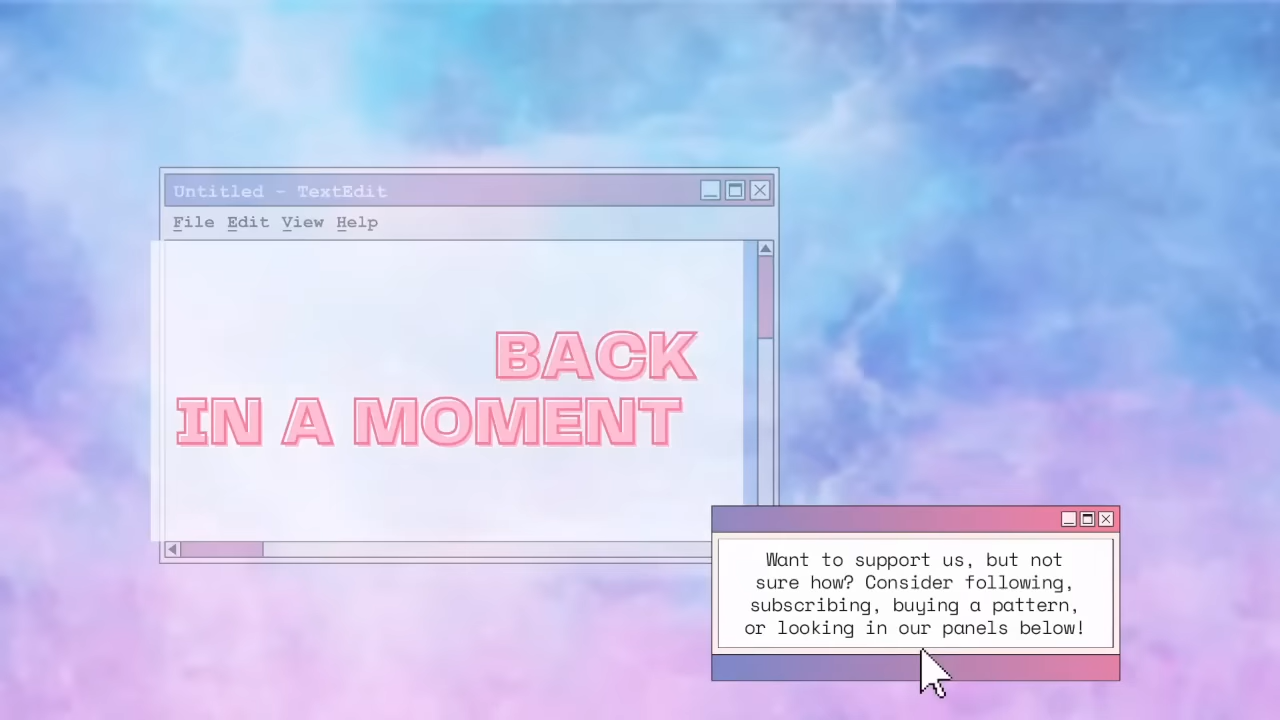 Untitled - TextEdit
File Edit View Help
BACK
IN A MOMENT
Want to support us, but not
sure how? Consider following,
subscribing, buying a pattern,
or looking in our panels below!